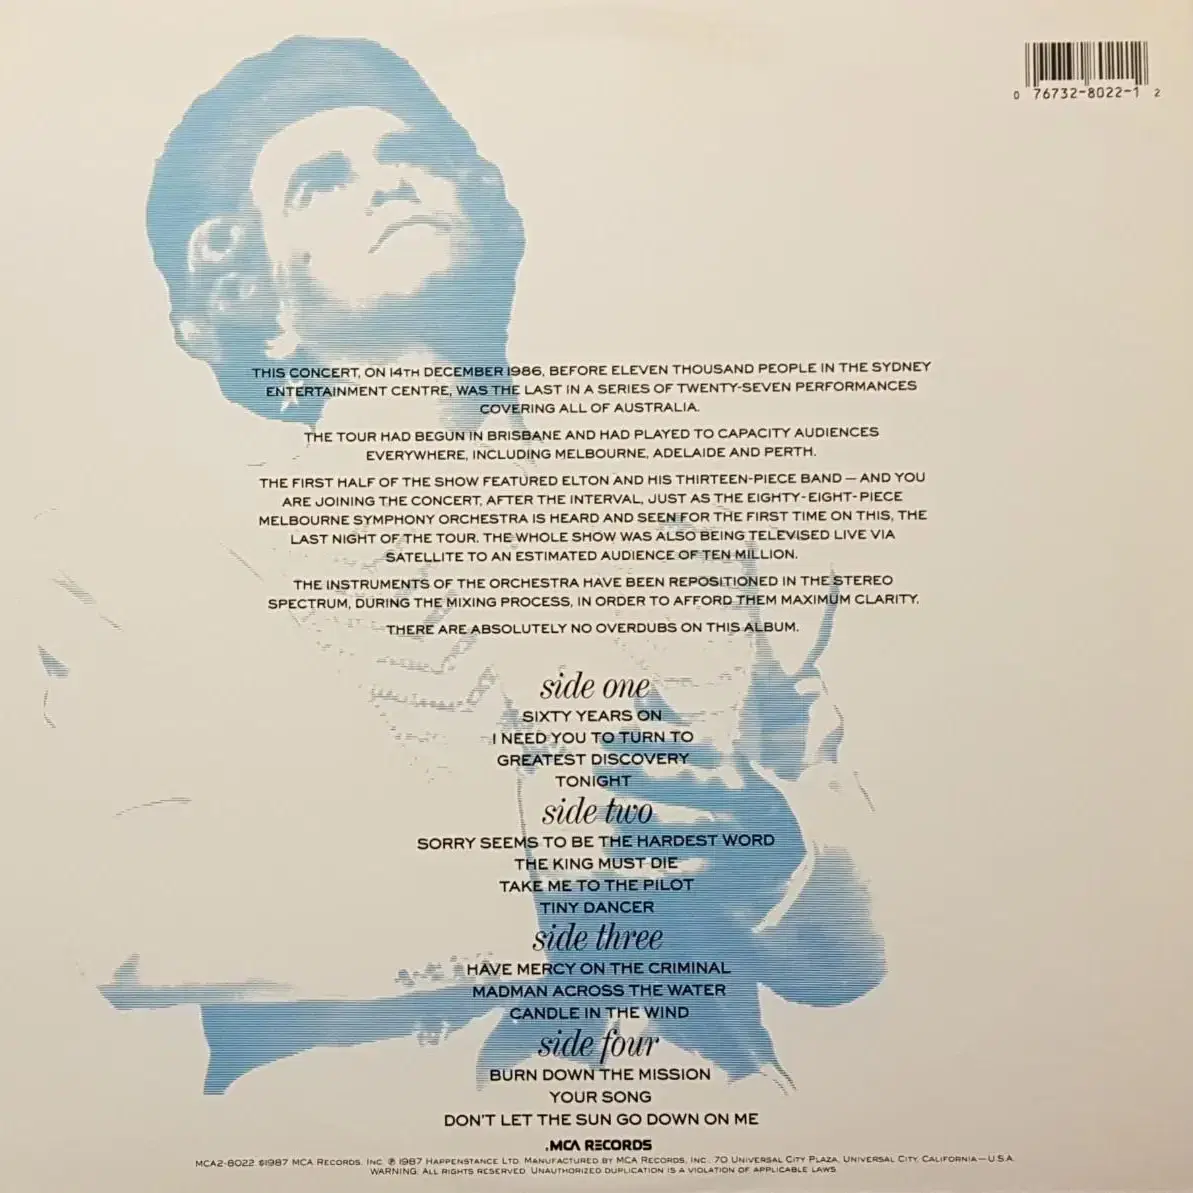 0 76732-8022-1 2
THIS CONCERT, ON 14TH DECEMBER 1986, BEFORE ELEVEN THOUSAND PEOPLE IN THE SYDNEY
ENTERTAINMENT CENTRE, WAS THE LAST IN A SERIES OF TWENTY-SEVEN PERFORMANCES
COVERING ALL OF AUSTRALIA.
THE TOUR HAD BEGUN IN BRISBANE AND HAD PLAYED TO CAPACITY AUDIENCES
EVERYWHERE, INCLUDING MELBOURNE, ADELAIDE AND PERTH.
THE FIRST HALF OF THE SHOW FEATURED ELTON AND HIS THIRTEEN-PIECE BAND — AND YOU
ARE JOINING THE CONCERT, AFTER THE INTERVAL, JUST AS THE EIGHTY-EIGHT-PIECE
MELBOURNE SYMPHONY ORCHESTRA IS HEARD AND SEEN FOR THE FIRST TIME ON THIS, THE
LAST NIGHT OF THE TOUR. THE WHOLE SHOW WAS ALSO BEING TELEVISED LIVE VIA
SATELLITE TO AN ESTIMATED AUDIENCE OF TEN MILLION.
THE INSTRUMENTS OF THE ORCHESTRA HAVE BEEN REPOSITIONED IN THE STEREO
SPECTRUM, DURING THE MIXING PROCESS, IN ORDER TO AFFORD THEM MAXIMUM CLARITY.
THERE ARE ABSOLUTELY NO OVERDUBS ON THIS ALBUM.
side one
SIXTY YEARS ON
I NEED YOU TO TURN TO
GREATEST DISCOVERY
TONIGHT
side two
SORRY SEEMS TO BE THE HARDEST WORD
THE KING MUST DIE
TAKE ME TO THE PILOT
TINY DANCER
side three
HAVE MERCY ON THE CRIMINAL
MADMAN ACROSS THE WATER
CANDLE IN THE WIND
side four
BURN DOWN THE MISSION
YOUR SONG
DON'T LET THE SUN GO DOWN ON ME
.MCA RECORDS
MCA2-8022 ©1987 MCA RECORDS, INC. ℗ 1987 HAPPENSTANCE LTD. MANUFACTURED BY MCA RECORDS, INC., 70 UNIVERSAL CITY PLAZA, UNIVERSAL CITY, CALIFORNIA—U.S.A.
WARNING: ALL RIGHTS RESERVED. UNAUTHORIZED DUPLICATION IS A VIOLATION OF APPLICABLE LAWS.